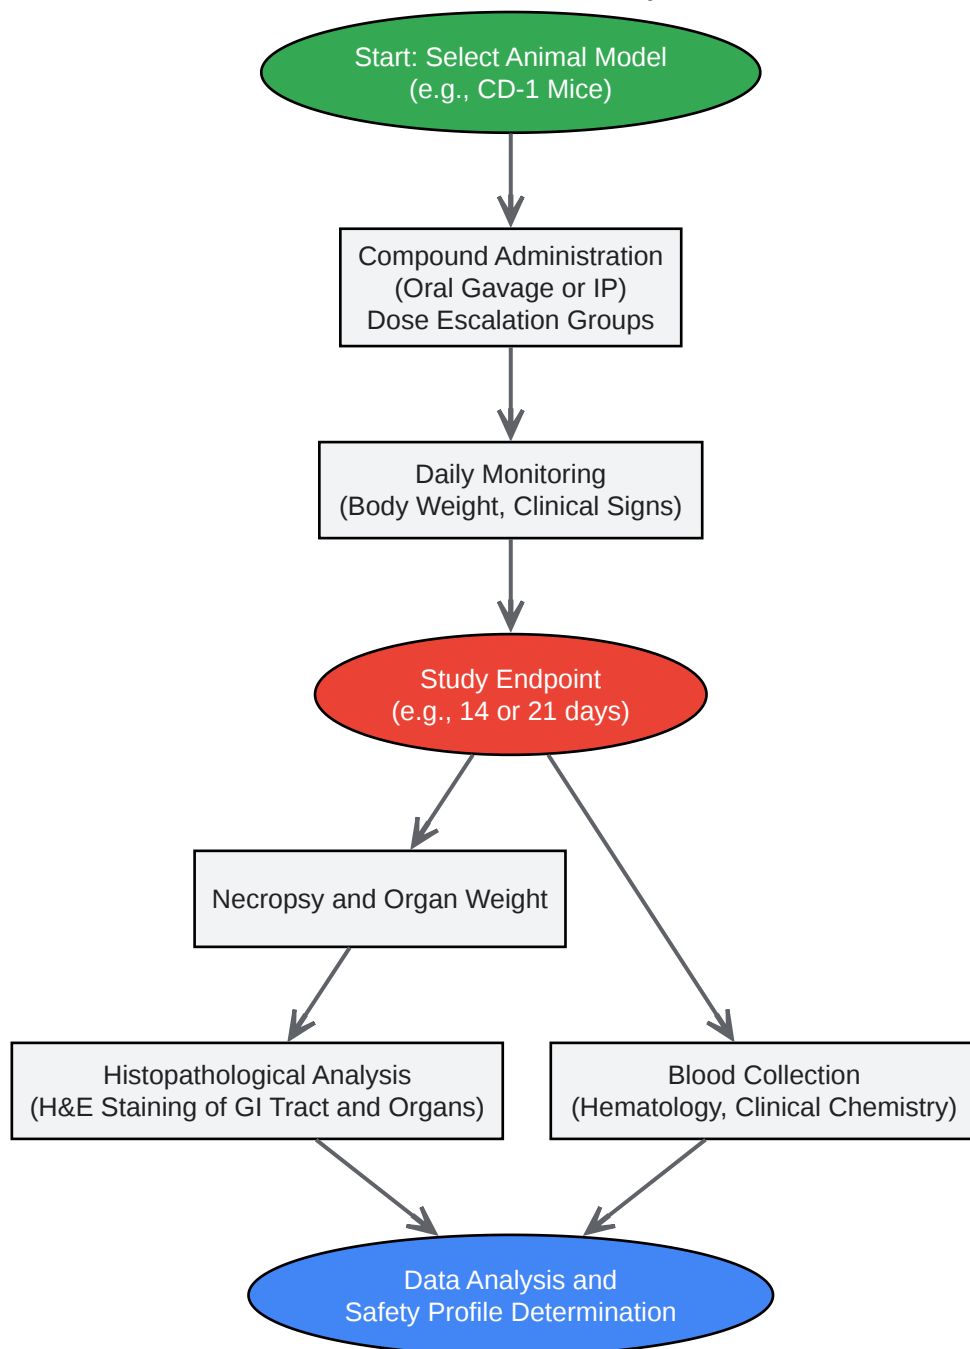 Start: Select Animal Model
(e.g., CD-1 Mice)
Compound Administration
(Oral Gavage or IP)
Dose Escalation Groups
Daily Monitoring
(Body Weight, Clinical Signs)
Study Endpoint
(e.g., 14 or 21 days)
Necropsy and Organ Weight
Histopathological Analysis
(H&E Staining of GI Tract and Organs)
Blood Collection
(Hematology, Clinical Chemistry)
Data Analysis and
Safety Profile Determination